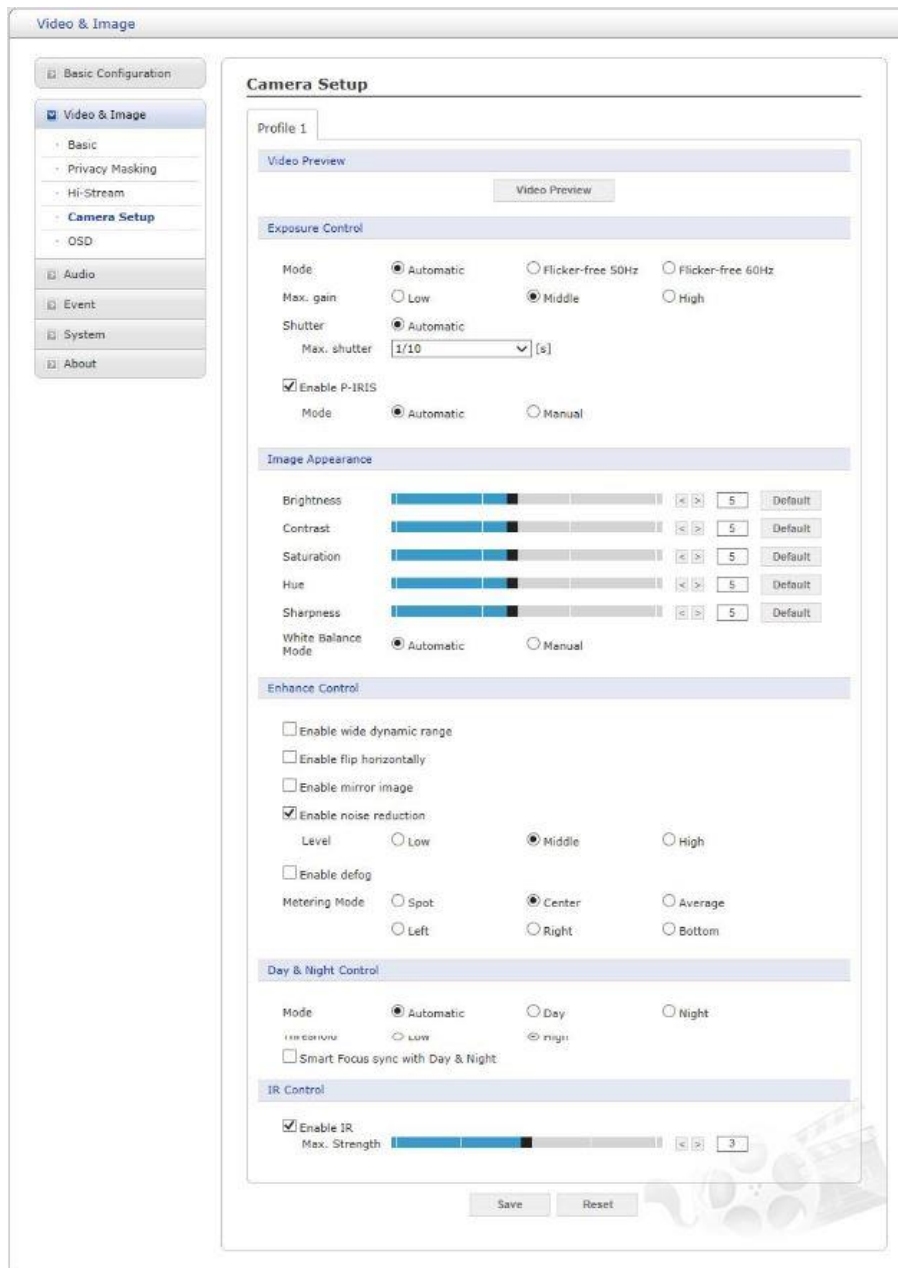 Video & Image
Basic Configuration
Video & Image
Basic
Privacy Masking
Hi-Stream
Camera Setup
OSD
Audio
Event
System
About
Camera Setup
Profile 1
Video Preview
Video Preview
Exposure Control
Mode Automatic Flicker-free 50Hz Flicker-free 60Hz
Max. gain Low Middle High
Shutter Automatic
Max. shutter 1/10 [s]
Enable P-IRIS
Mode Automatic Manual
Image Appearance
Brightness < > 5 Default
Contrast < > 5 Default
Saturation < > 5 Default
Hue < > 5 Default
Sharpness < > 5 Default
White Balance
Mode Automatic Manual
Enhance Control
Enable wide dynamic range
Enable flip horizontally
Enable mirror image
Enable noise reduction
Level Low Middle High
Enable defog
Metering Mode Spot Center Average
Left Right Bottom
Day & Night Control
Mode Automatic Day Night
Threshold Low High
Smart Focus sync with Day & Night
IR Control
Enable IR
Max. Strength < > 3
Save Reset